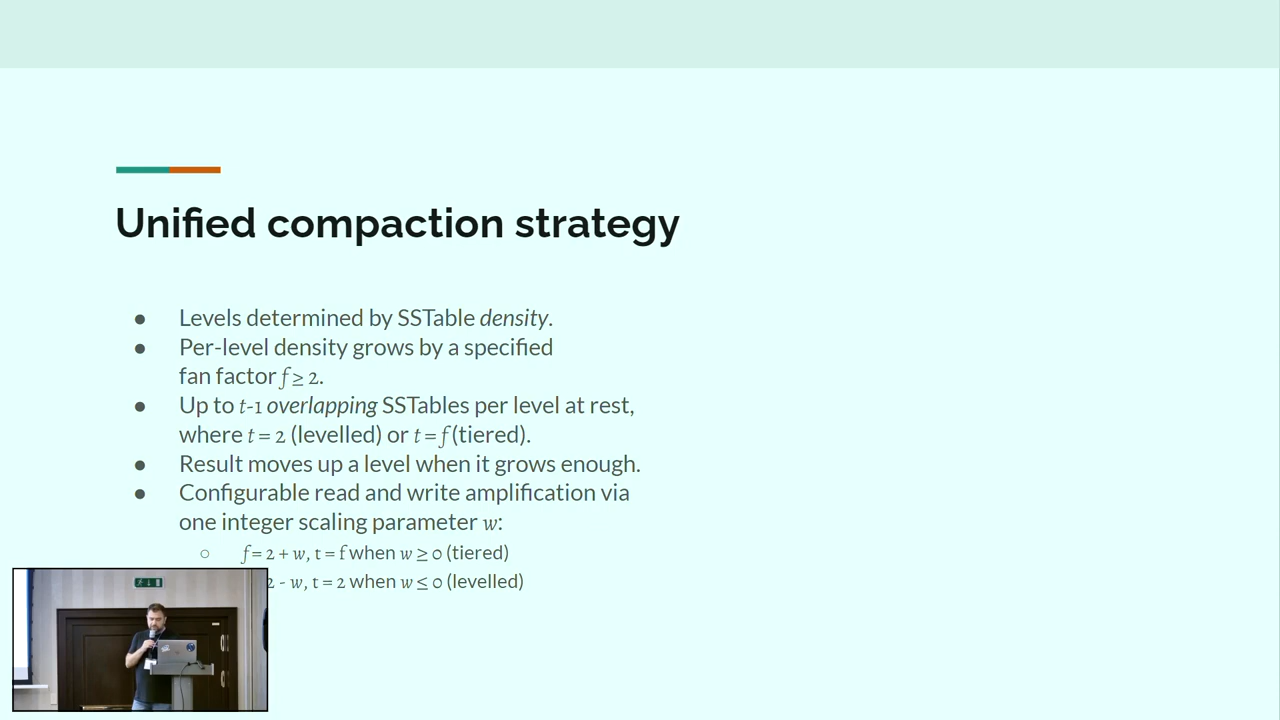 Unified compaction strategy
● Levels determined by SSTable density.
● Per-level density grows by a specified
fan factor f ≥ 2.
● Up to t-1 overlapping SSTables per level at rest,
where t = 2 (levelled) or t = f (tiered).
● Result moves up a level when it grows enough.
● Configurable read and write amplification via
one integer scaling parameter w:
○ f = 2 + w, t = f when w ≥ 0 (tiered)
2 - w, t = 2 when w ≤ 0 (levelled)